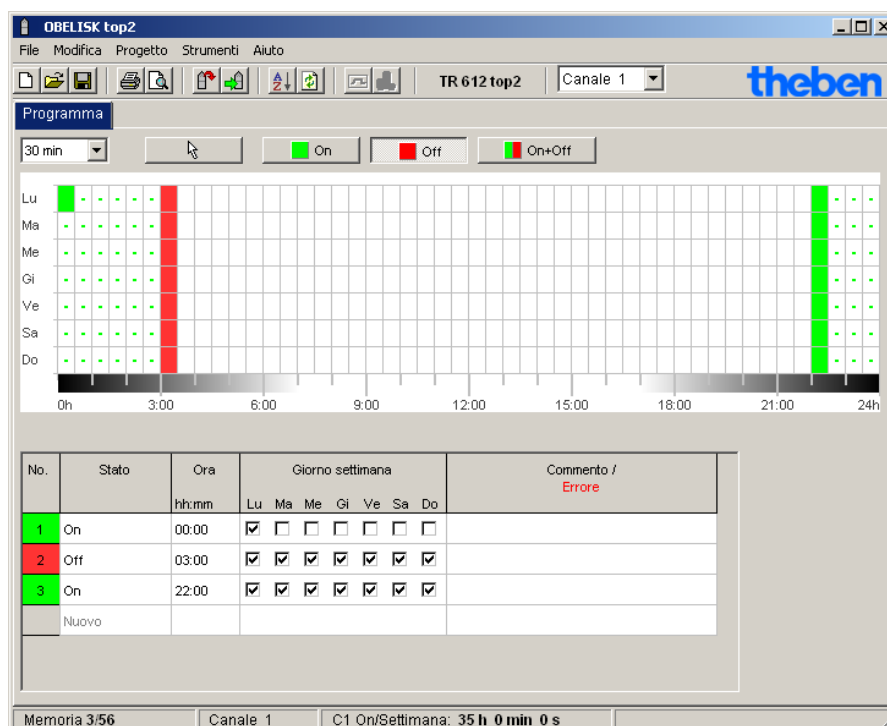 OBELISK top2
File Modifica Progetto Strumenti Aiuto
TR 612 top2 Canale 1 theben
Programma
30 min On Off On+Off
Lu
Ma
Me
Gi
Ve
Sa
Do
0h 3:00 6:00 9:00 12:00 15:00 18:00 21:00 24h
No. Stato Ora Giorno settimana Commento /
Errore
hh:mm Lu Ma Me Gi Ve Sa Do
1 On 00:00
2 Off 03:00
3 On 22:00
Nuovo
Memoria 3/56 Canale 1 C1 On/Settimana: 35 h 0 min 0 s